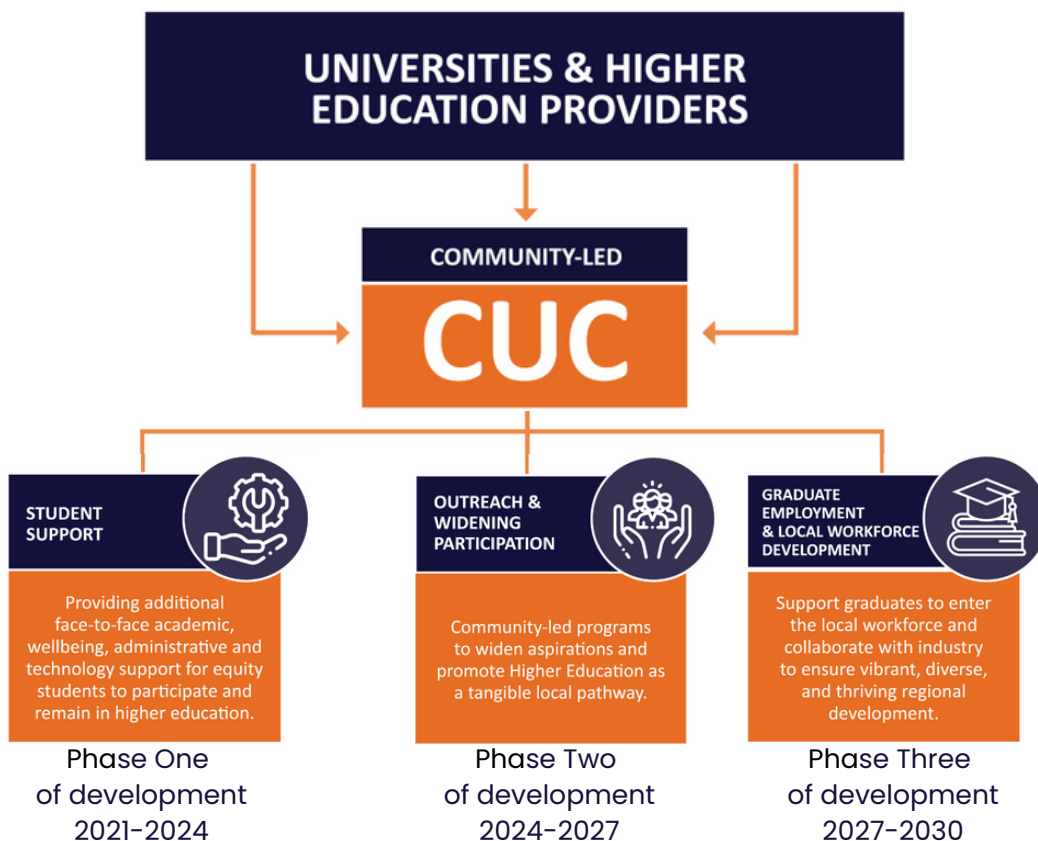 UNIVERSITIES & HIGHER
EDUCATION PROVIDERS
COMMUNITY-LED
CUC
STUDENT
SUPPORT
Providing additional
face-to-face academic,
wellbeing, administrative and
technology support for equity
students to participate and
remain in higher education.
Phase One
of development
2021-2024
OUTREACH &
WIDENING
PARTICIPATION
Community-led programs
to widen aspirations and
promote Higher Education as
a tangible local pathway.
Phase Two
of development
2024-2027
GRADUATE
EMPLOYMENT
& LOCAL WORKFORCE
DEVELOPMENT
Support graduates to enter
the local workforce and
collaborate with industry
to ensure vibrant, diverse,
and thriving regional
development.
Phase Three
of development
2027-2030